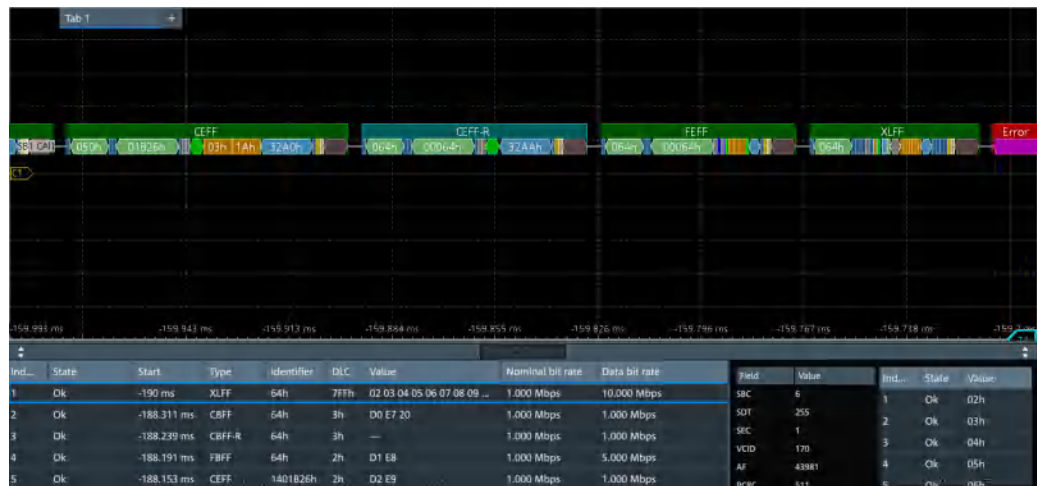 Tab 1 +
CEFF CEFF-R FEFF XLFF Error
050h 01B26h 03h 1Ah 32A0h 064h 00064h 32AAh 064h 00064h 064h
C1
-159.993 ms -159.943 ms -159.913 ms -159.884 ms -159.855 ms -159.826 ms -159.796 ms -159.767 ms -159.738 ms
Ind... State Start Type Identifier DLC Value Nominal bit rate Data bit rate
1 Ok -190 ms XLFF 64h 7FFh 02 03 04 05 06 07 08 09 ... 1.000 Mbps 10.000 Mbps
2 Ok -188.311 ms CBFF 64h 3h D0 E7 20 1.000 Mbps 1.000 Mbps
3 Ok -188.239 ms CBFF-R 64h 3h — 1.000 Mbps 1.000 Mbps
4 Ok -188.191 ms FBFF 64h 2h D1 E8 1.000 Mbps 5.000 Mbps
5 Ok -188.153 ms CEFF 1401B26h 2h D2 E9 1.000 Mbps 1.000 Mbps
Field Value
SBC 6
SDT 255
SEC 1
VCID 170
AF 43981
PCRC 511
Ind... State Value
1 Ok 02h
2 Ok 03h
3 Ok 04h
4 Ok 05h
5 Ok 06h